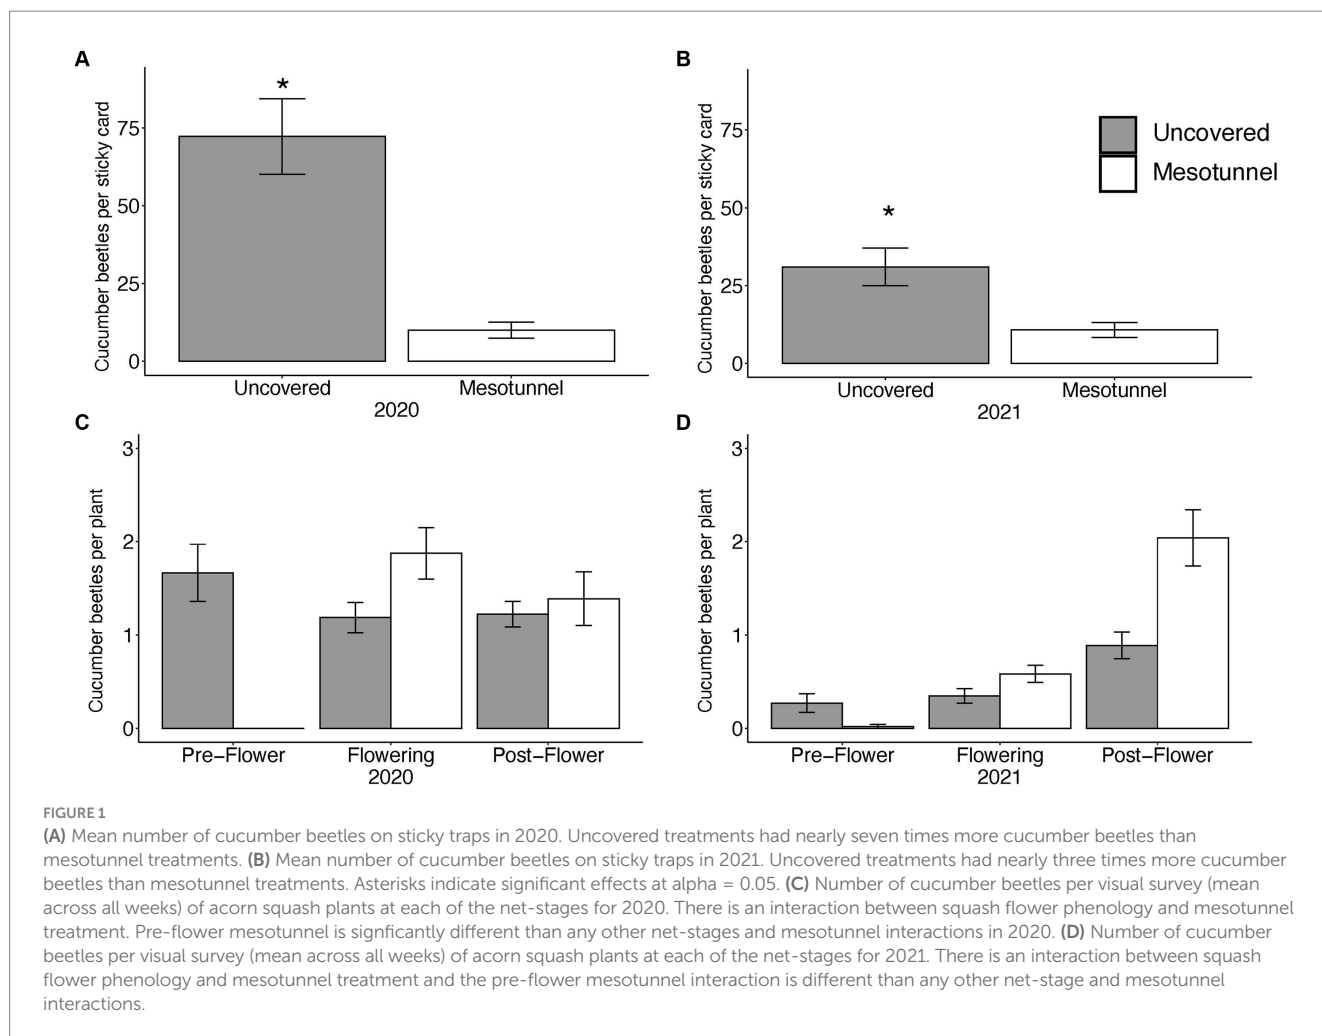 A
Cucumber beetles per sticky card
75
50
25
0
*
Uncovered
Mesotunnel
2020
B
Cucumber beetles per sticky card
75
50
25
0
*
Uncovered
Mesotunnel
Uncovered
Mesotunnel
2021
C
Cucumber beetles per plant
3
2
1
0
Pre-Flower
Flowering
Post-Flower
2020
D
Cucumber beetles per plant
3
2
1
0
Pre-Flower
Flowering
Post-Flower
2021
FIGURE 1
(A) Mean number of cucumber beetles on sticky traps in 2020. Uncovered treatments had nearly seven times more cucumber beetles than
mesotunnel treatments. (B) Mean number of cucumber beetles on sticky traps in 2021. Uncovered treatments had nearly three times more cucumber
beetles than mesotunnel treatments. Asterisks indicate significant effects at alpha = 0.05. (C) Number of cucumber beetles per visual survey (mean
across all weeks) of acorn squash plants at each of the net-stages for 2020. There is an interaction between squash flower phenology and mesotunnel
treatment. Pre-flower mesotunnel is signficantly different than any other net-stages and mesotunnel interactions in 2020. (D) Number of cucumber
beetles per visual survey (mean across all weeks) of acorn squash plants at each of the net-stages for 2021. There is an interaction between squash
flower phenology and mesotunnel treatment and the pre-flower mesotunnel interaction is different than any other net-stage and mesotunnel
interactions.